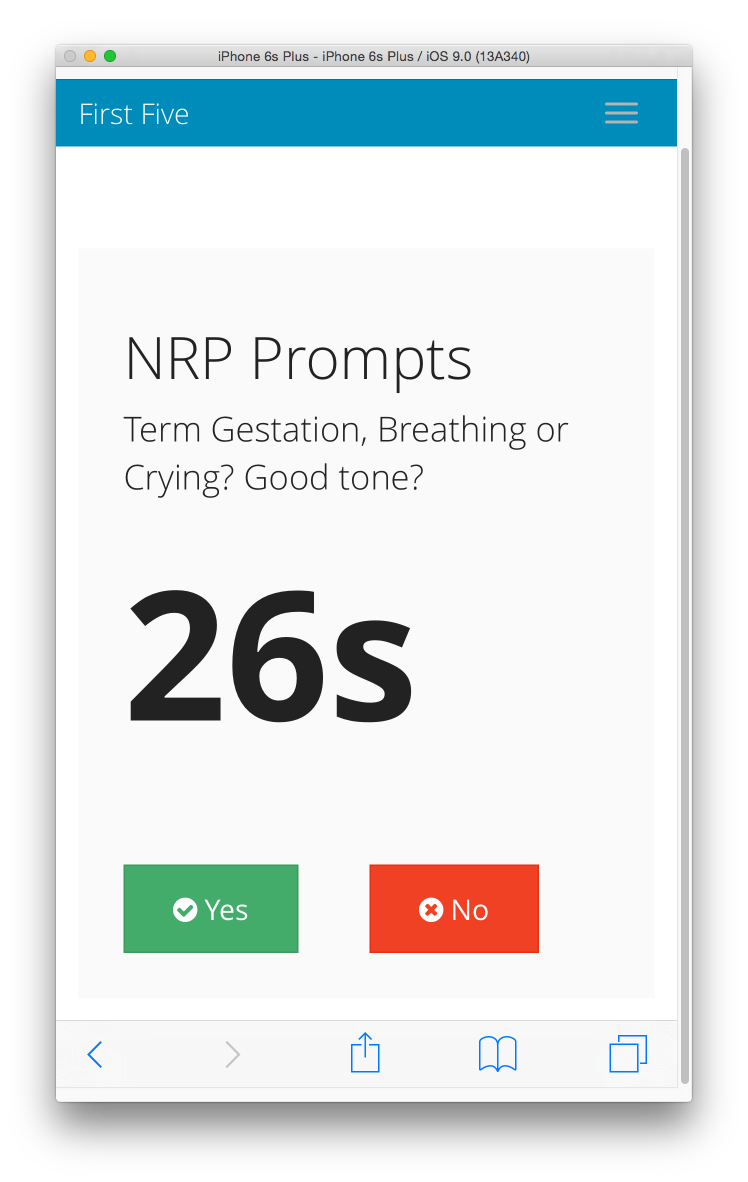 iPhone 6s Plus - iPhone 6s Plus / iOS 9.0 (13A340)
First Five
NRP Prompts
Term Gestation, Breathing or
Crying? Good tone?
26s
Yes
No